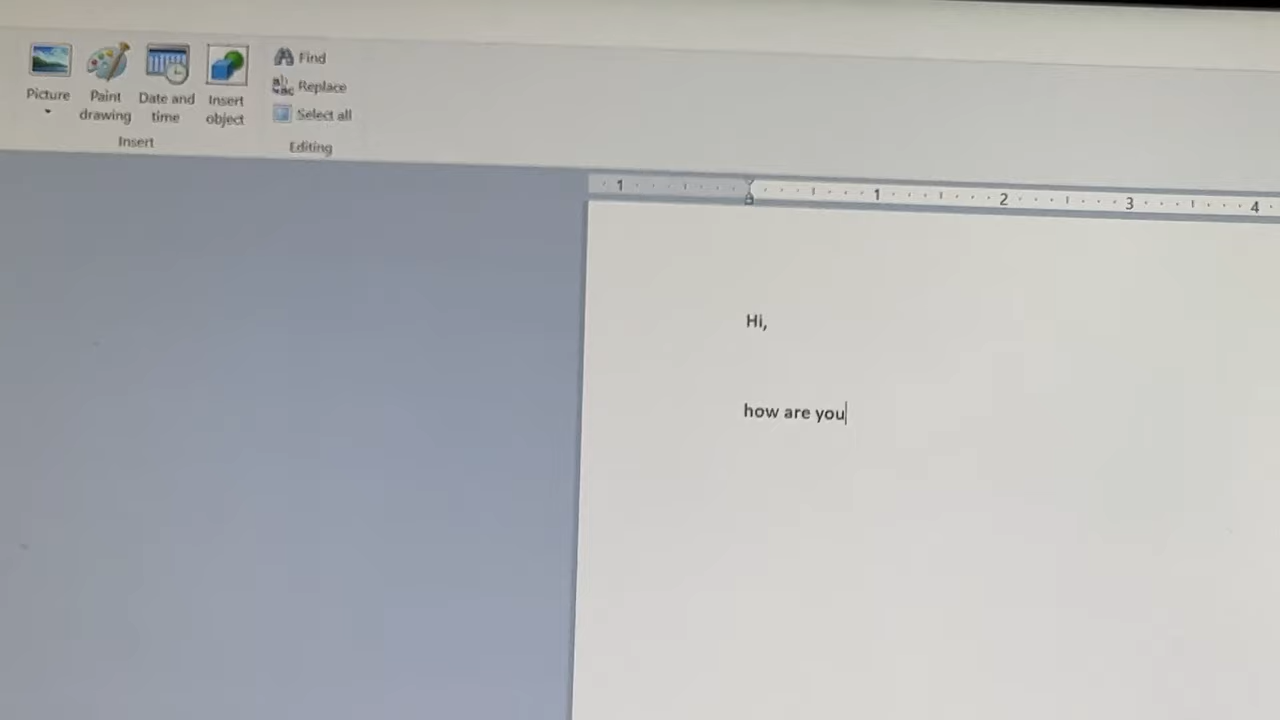 Find
Replace
Select all
Picture
Paint drawing
Date and time
Insert object
Insert
Editing
1 1 2 3 4
Hi,
how are you